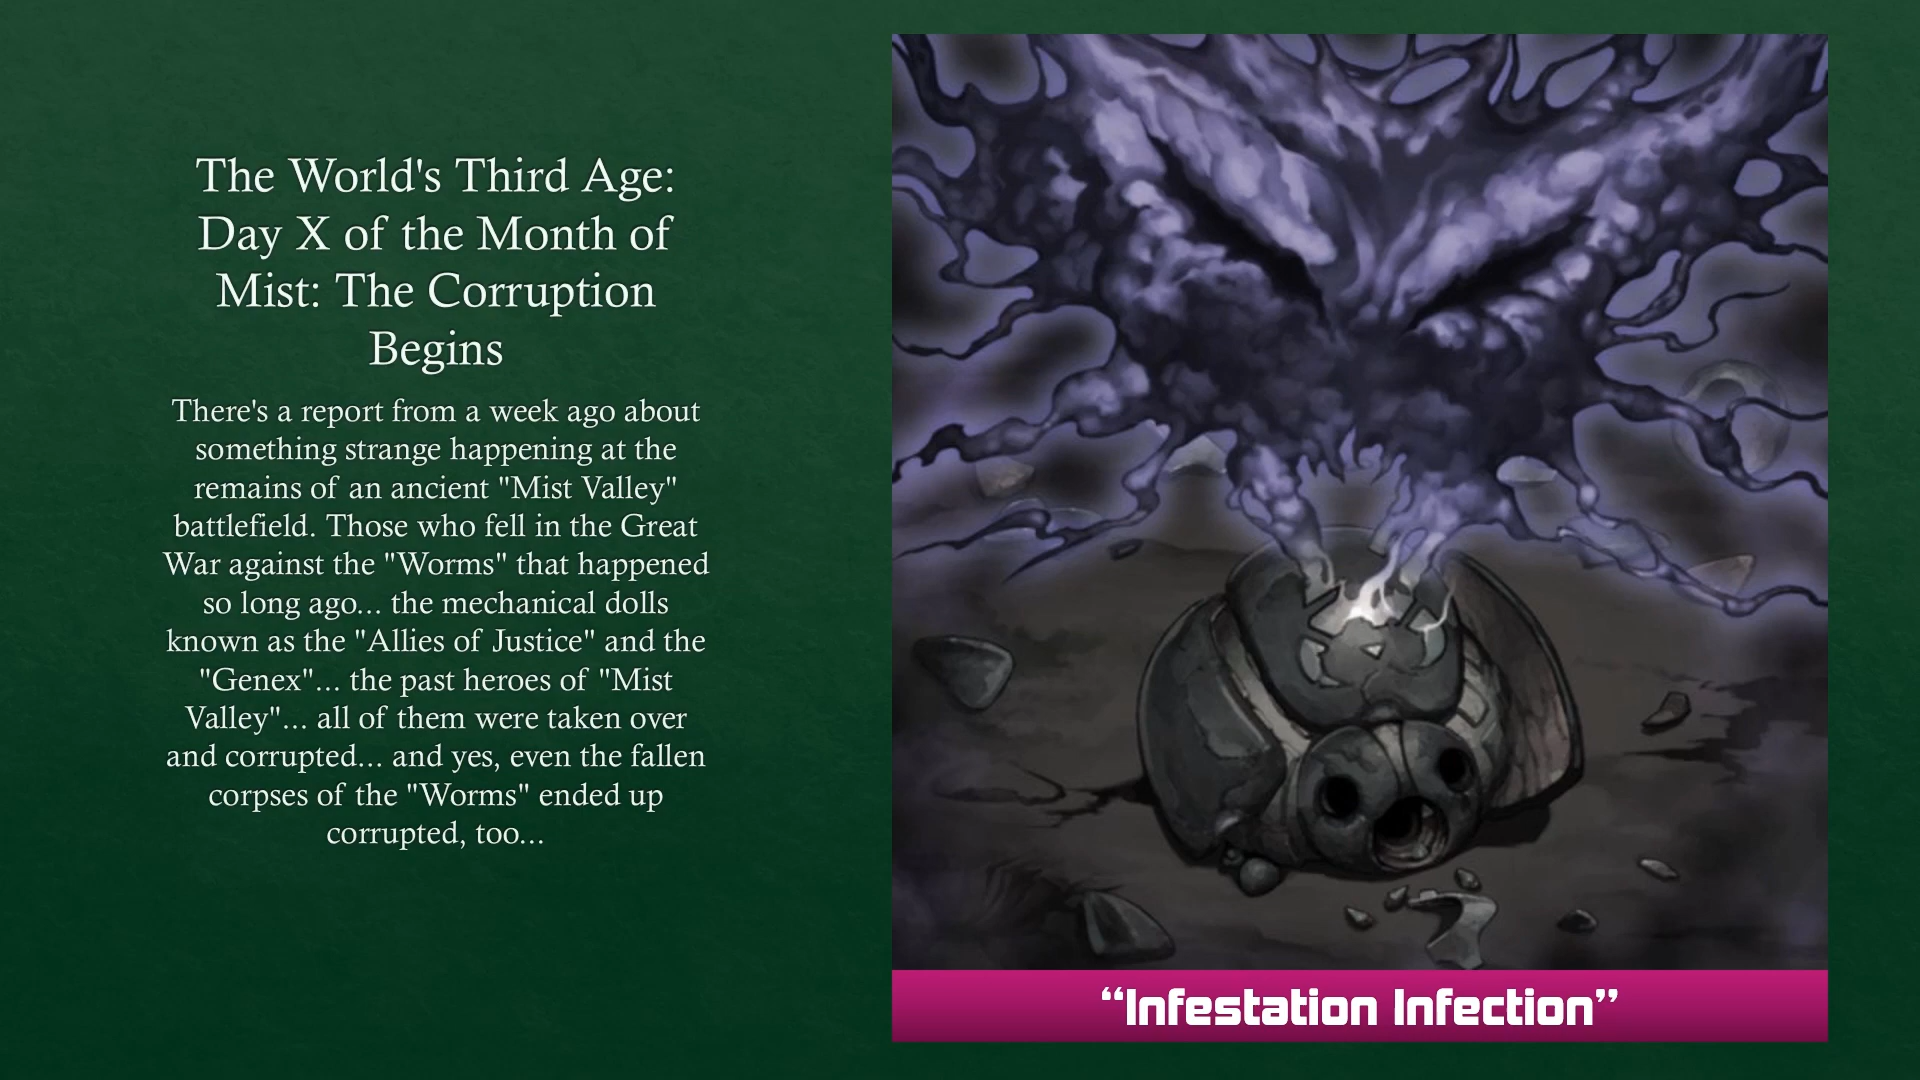 The World's Third Age:
Day X of the Month of
Mist: The Corruption
Begins
There's a report from a week ago about
something strange happening at the
remains of an ancient "Mist Valley"
battlefield. Those who fell in the Great
War against the "Worms" that happened
so long ago... the mechanical dolls
known as the "Allies of Justice" and the
"Genex"... the past heroes of "Mist
Valley"... all of them were taken over
and corrupted... and yes, even the fallen
corpses of the "Worms" ended up
corrupted, too...
“Infestation Infection”